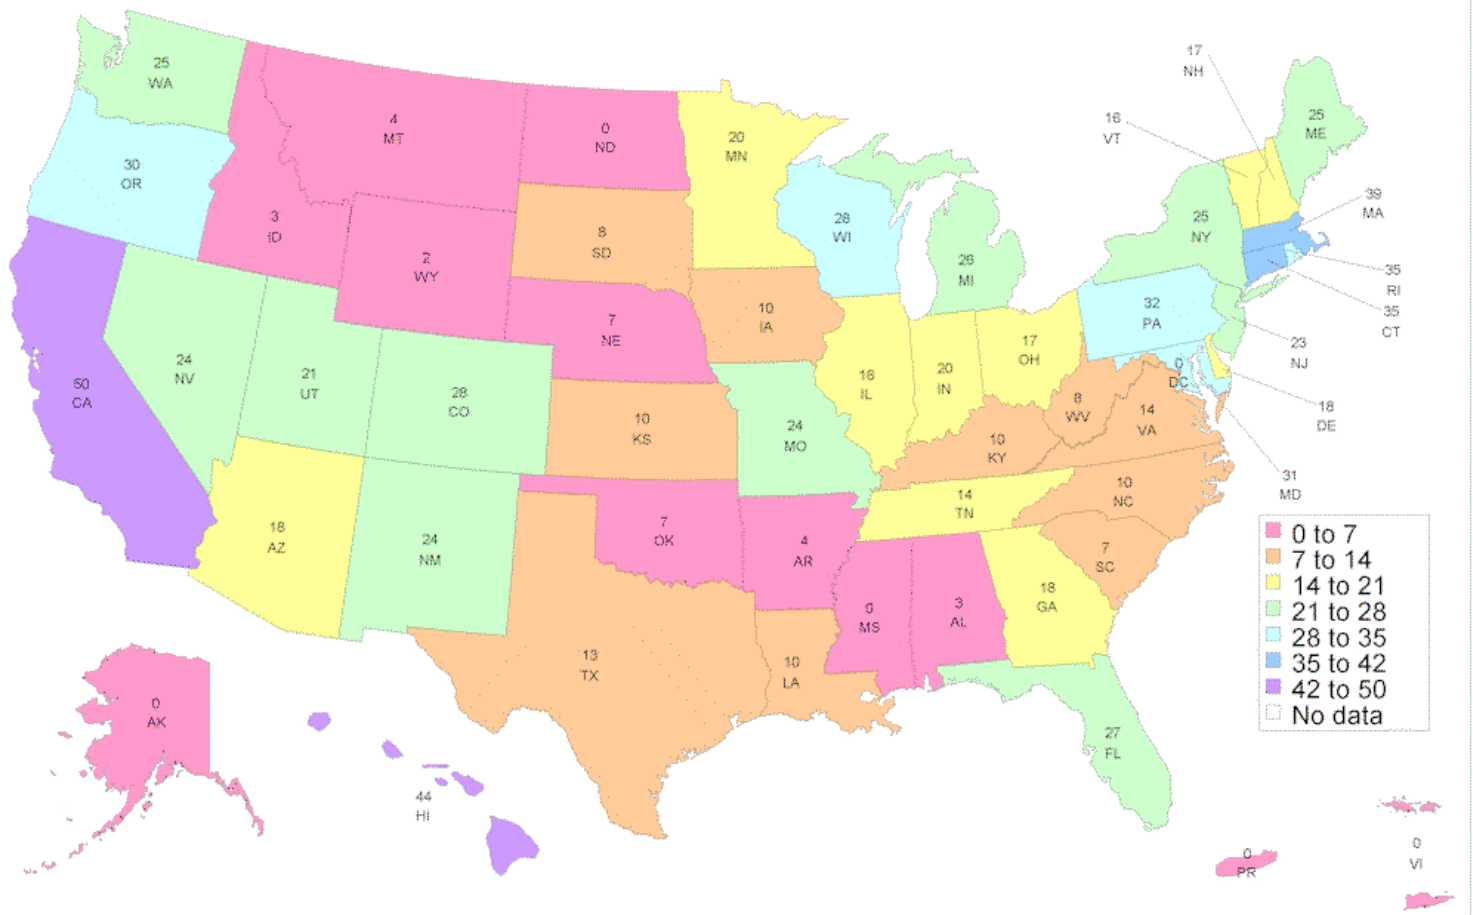 25
WA
30
OR
50
CA
24
NV
3
ID
4
MT
2
WY
21
UT
28
CO
18
AZ
24
NM
0
ND
8
SD
7
NE
10
KS
7
OK
13
TX
20
MN
10
IA
24
MO
4
AR
10
LA
28
WI
16
IL
26
MI
20
IN
17
OH
10
KY
14
TN
0
MS
3
AL
18
GA
27
FL
7
SC
10
NC
14
VA
8
WV
0
DC
32
PA
25
NY
16
VT
17
NH
25
ME
39
MA
35
RI
35
CT
23
NJ
18
DE
31
MD
0
AK
44
HI
0
PR
0
VI
0 to 7
7 to 14
14 to 21
21 to 28
28 to 35
35 to 42
42 to 50
No data